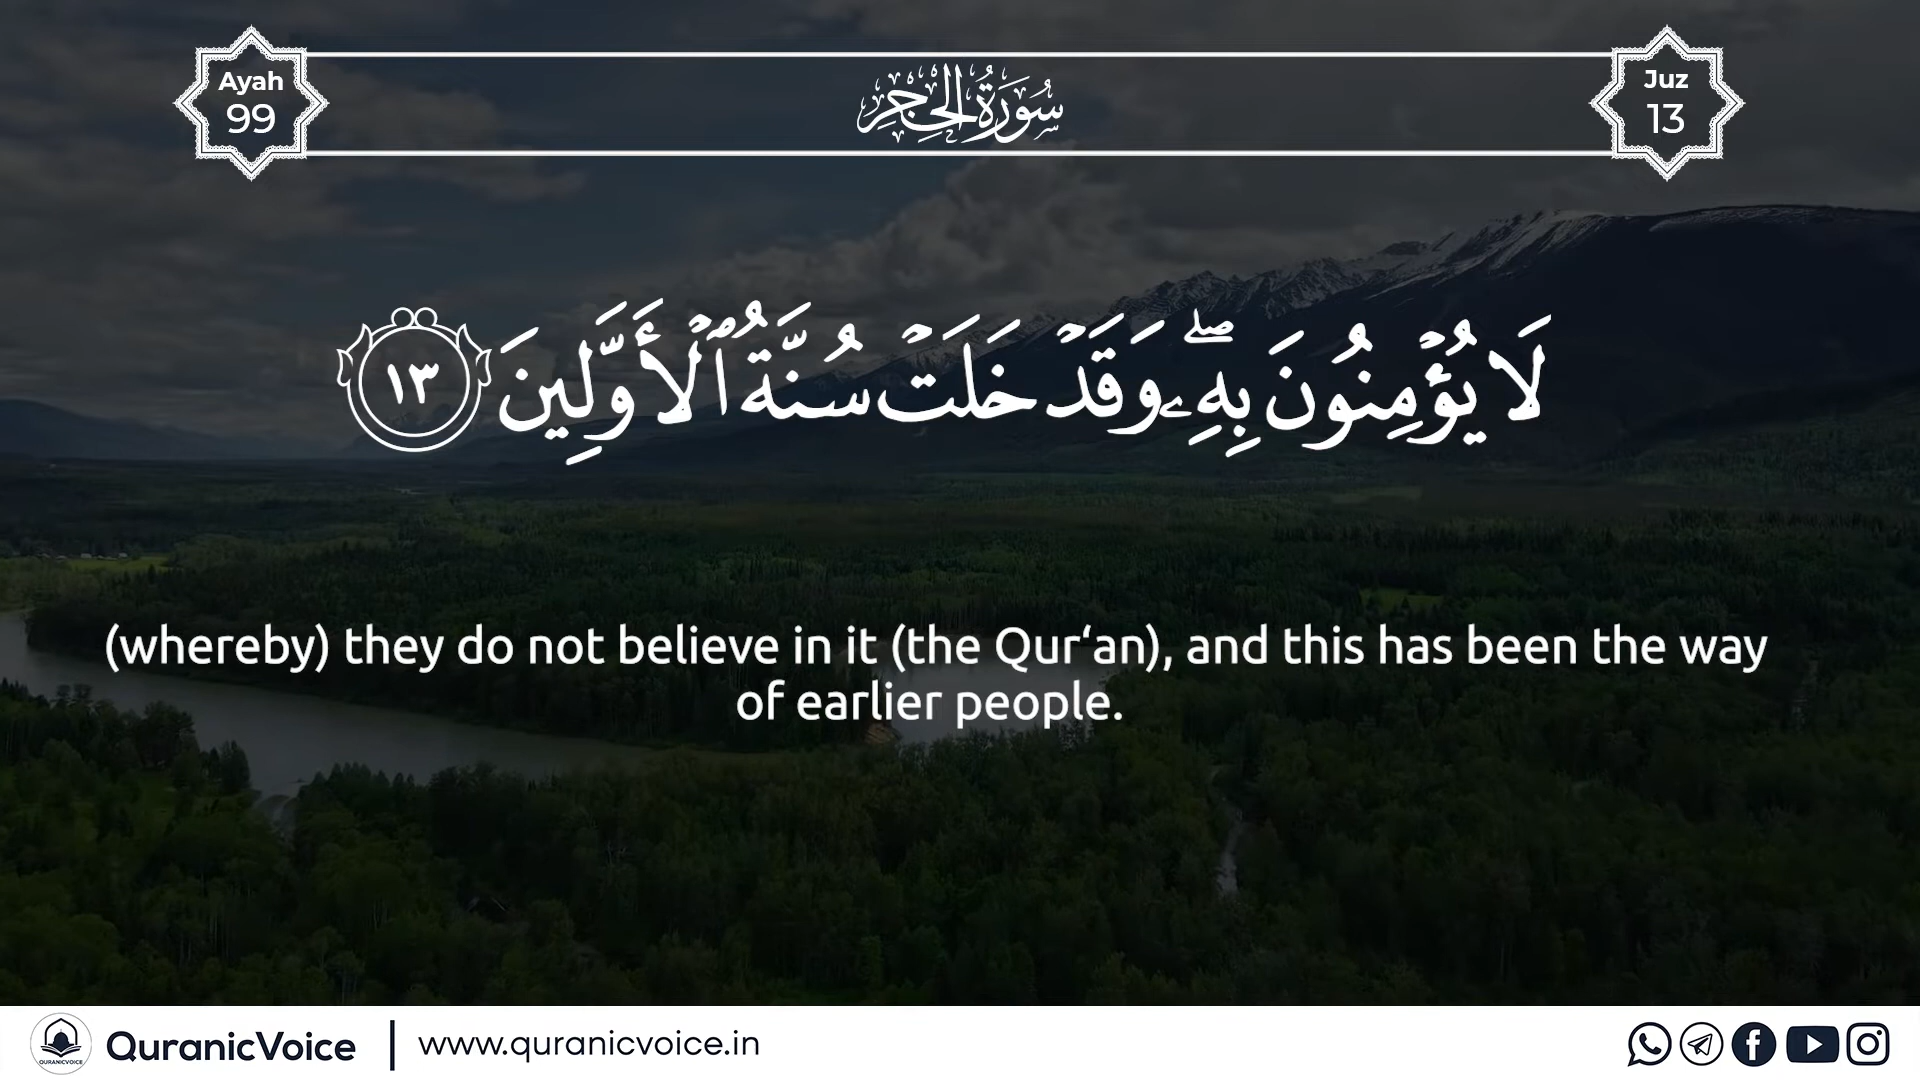 Ayah
99
سُورَةُ الحِجْرِ
Juz
13
لَا يُؤۡمِنُونَ بِهِۦۖ وَقَدۡ خَلَتۡ سُنَّةُ ٱلۡأَوَّلِينَ ١٣
(whereby) they do not believe in it (the Qur‘an), and this has been the way
of earlier people.
QURANICVOICE
QuranicVoice | www.quranicvoice.in